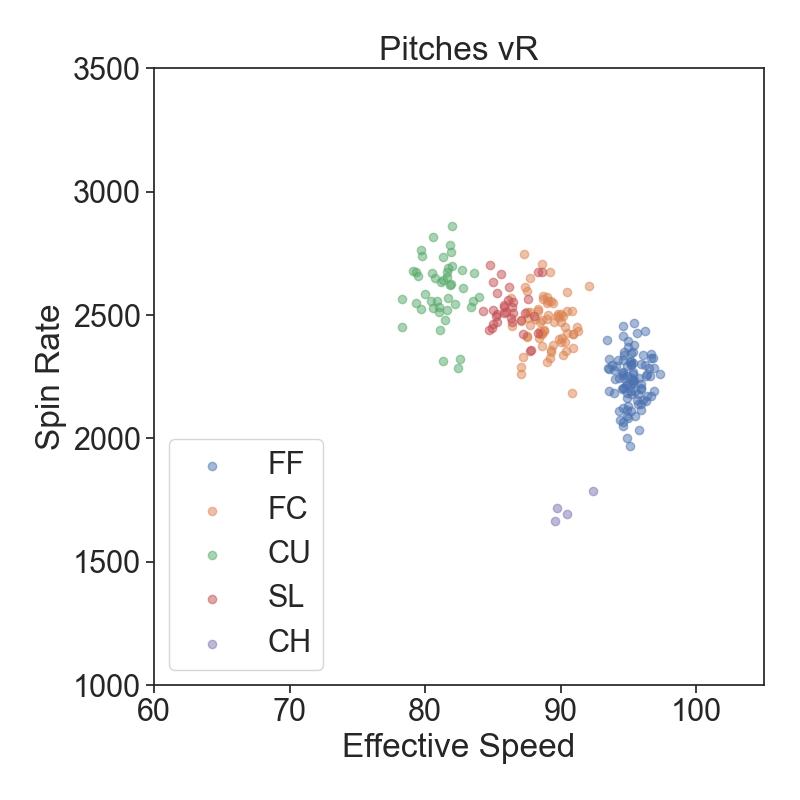 Pitches vR
3500
3000
2500
2000
1500
1000
Spin Rate
FF
FC
CU
SL
CH
60 70 80 90 100
Effective Speed